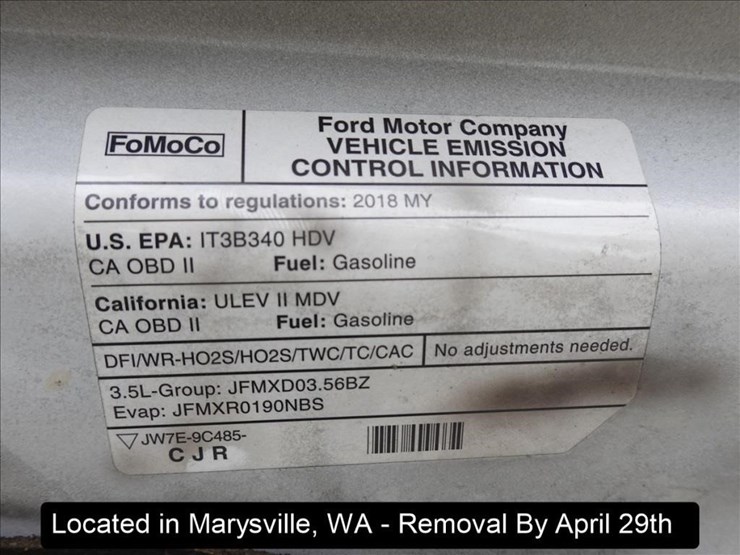 FoMoCo
Ford Motor Company
VEHICLE EMISSION
CONTROL INFORMATION
Conforms to regulations: 2018 MY
U.S. EPA: IT3B340 HDV
CA OBD II Fuel: Gasoline
California: ULEV II MDV
CA OBD II Fuel: Gasoline
DFI/WR-HO2S/HO2S/TWC/TC/CAC No adjustments needed.
3.5L-Group: JFMXD03.56BZ
Evap: JFMXR0190NBS
JW7E-9C485-
CJR
Located in Marysville, WA - Removal By April 29th